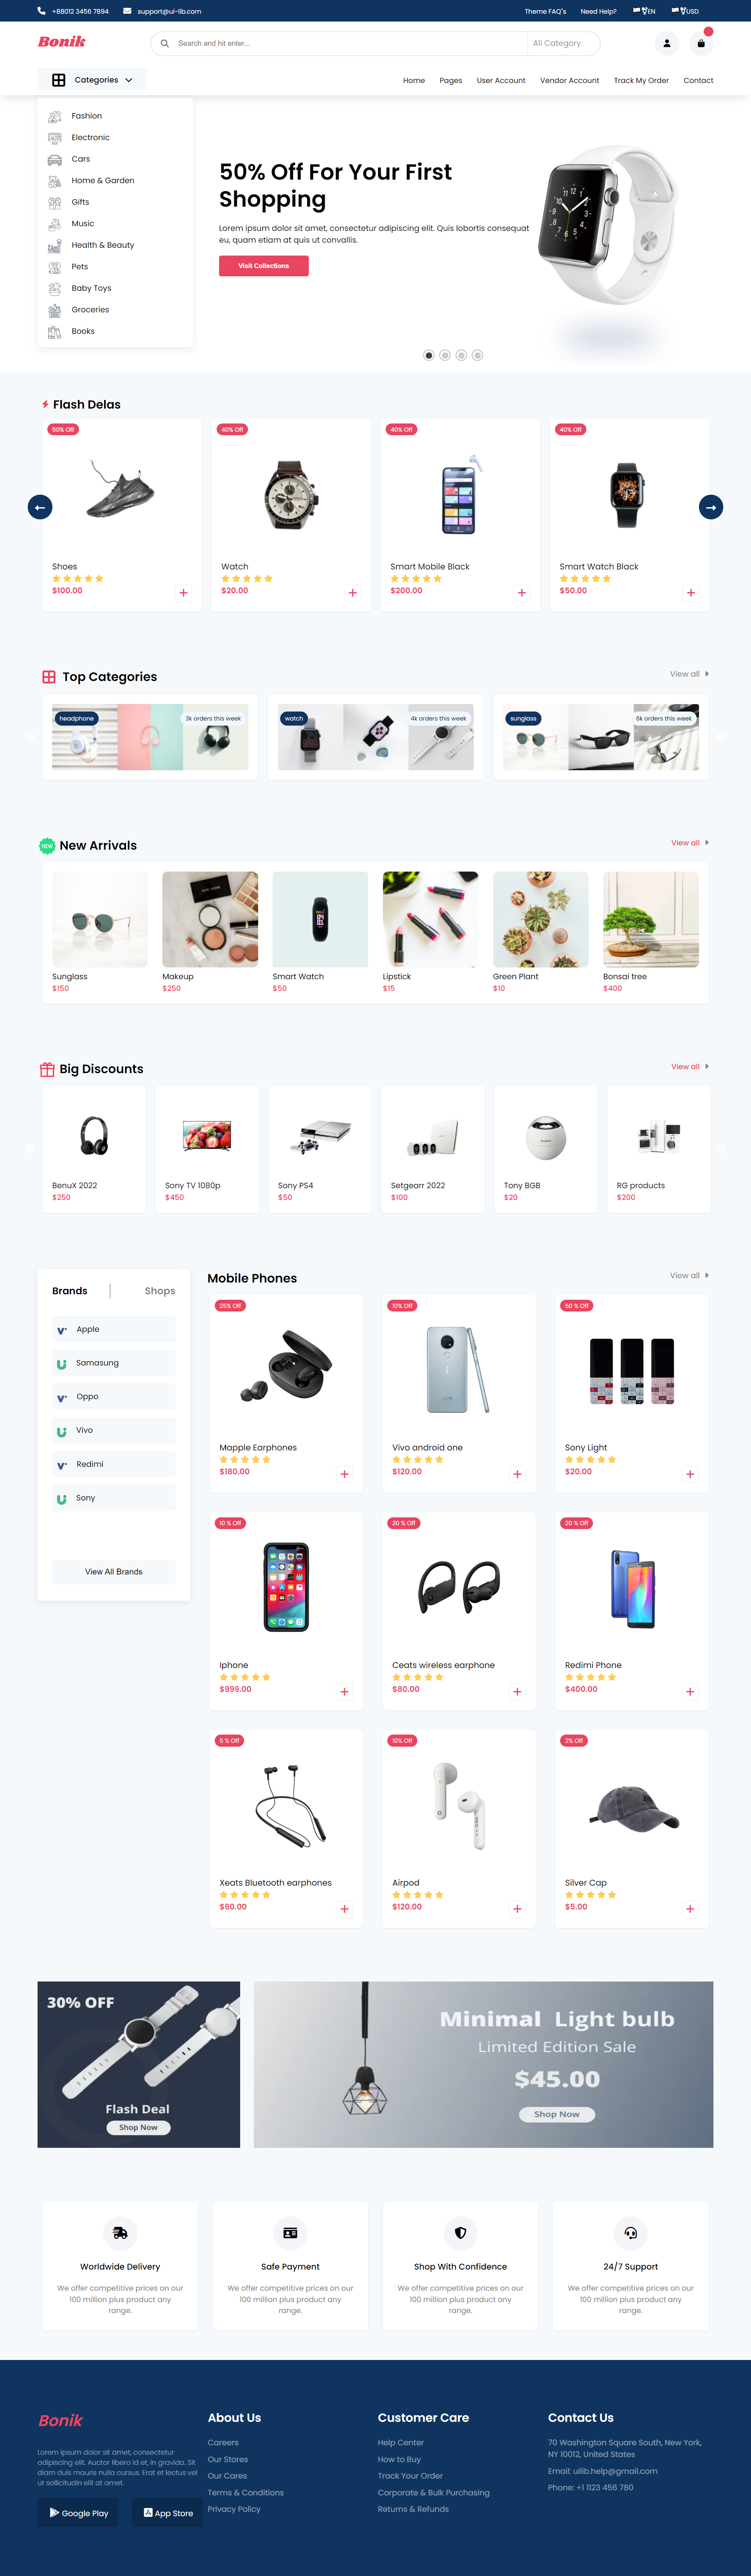 +88012 3456 7894 support@ui-lib.com Theme FAQ's Need Help? EN USD
Bonik Search and hit enter... All Category
Categories Home Pages User Account Vendor Account Track My Order Contact
Fashion
Electronic
Cars
Home & Garden
Gifts
Music
Health & Beauty
Pets
Baby Toys
Groceries
Books
50% Off For Your First
Shopping
Lorem ipsum dolor sit amet, consectetur adipiscing elit. Quis lobortis consequat
eu, quam etiam at quis ut convallis.
Visit Collections
Flash Delas
50% Off 40% Off 40% Off 40% Off
Shoes Watch Smart Mobile Black Smart Watch Black
$100.00 $20.00 $200.00 $50.00
Top Categories View all
headphone 3k orders this week watch 4k orders this week sunglass 6k orders this week
NEW New Arrivals View all
Sunglass Makeup Smart Watch Lipstick Green Plant Bonsai tree
$150 $250 $50 $15 $10 $400
Big Discounts View all
BenuX 2022 Sony TV 1080p Sony PS4 Setgearr 2022 Tony BGB RG products
$250 $450 $50 $100 $20 $200
Brands Shops
Apple
Samasung
Oppo
Vivo
Redimi
Sony
View All Brands
Mobile Phones View all
25% Off 10% Off 50 % Off
Mapple Earphones Vivo android one Sony Light
$180.00 $120.00 $20.00
10 % Off 20 % Off 20 % Off
Iphone Ceats wireless earphone Redimi Phone
$999.00 $80.00 $400.00
5 % Off 10% Off 2% Off
Xeats Bluetooth earphones Airpod Silver Cap
$60.00 $120.00 $5.00
30% OFF
Flash Deal
Shop Now
Minimal Light bulb
Limited Edition Sale
$45.00
Shop Now
Worldwide Delivery Safe Payment Shop With Confidence 24/7 Support
We offer competitive prices on our We offer competitive prices on our We offer competitive prices on our We offer competitive prices on our
100 million plus product any 100 million plus product any 100 million plus product any 100 million plus product any
range. range. range. range.
Bonik
Lorem ipsum dolor sit amet, consectetur
adipiscing elit. Auctor libero id et, in gravida. Sit
diam duis mauris nulla cursus. Erat et lectus vel
ut sollicitudin elit at amet.
Google Play App Store
About Us
Careers
Our Stores
Our Cares
Terms & Conditions
Privacy Policy
Customer Care
Help Center
How to Buy
Track Your Order
Corporate & Bulk Purchasing
Returns & Refunds
Contact Us
70 Washington Square South, New York,
NY 10012, United States
Email: uilib.help@gmail.com
Phone: +1 1123 456 780